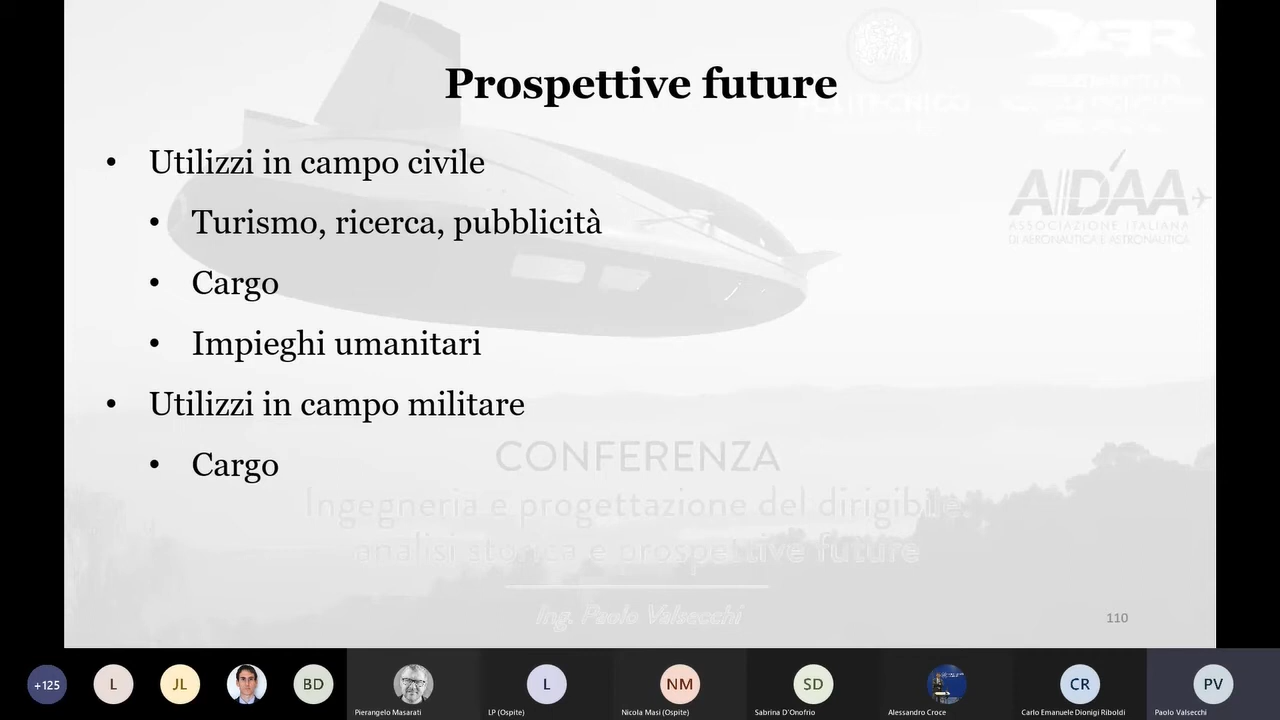 Prospettive future
• Utilizzi in campo civile
• Turismo, ricerca, pubblicità
• Cargo
• Impieghi umanitari
• Utilizzi in campo militare
• Cargo
AIDAA
ASSOCIAZIONE ITALIANA
DI AERONAUTICA E ASTRONAUTICA
CONFERENZA
Ingegneria e progettazione del dirigibile:
analisi storica e prospettive future
Ing. Paolo Valsecchi
110
+125
L
JL
BD
L
NM
SD
CR
PV
Pierangelo Masarati
LP (Ospite)
Nicola Masi (Ospite)
Sabrina D'Onofrio
Alessandro Croce
Carlo Emanuele Dionigi Riboldi
Paolo Valsecchi